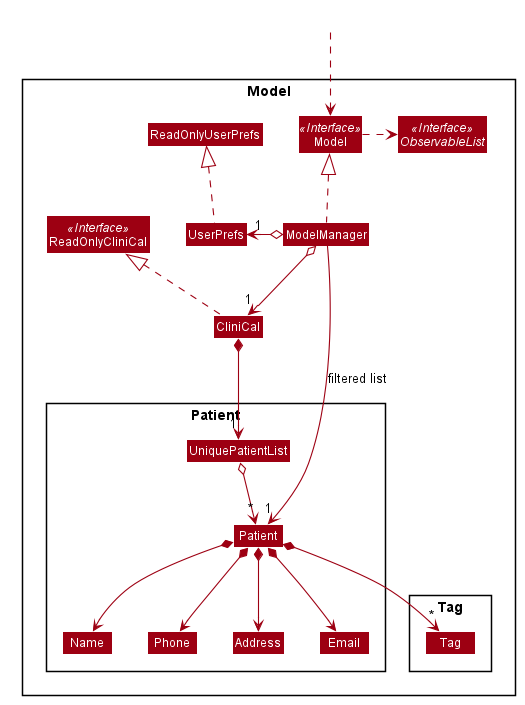 Model
ReadOnlyUserPrefs
«Interface»
Model
«Interface»
ObservableList
«Interface»
ReadOnlyCliniCal
UserPrefs
1
ModelManager
1
CliniCal
filtered list
Patient
1
UniquePatientList
*
1
Patient
Tag
*
Name
Phone
Address
Email
Tag